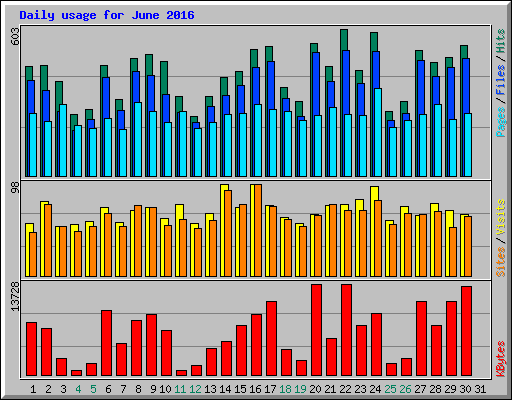 Daily usage for June 2016
603
Pages / Files / Hits
98
Sites / Visits
13728
KBytes
1 2 3 4 5 6 7 8 9 10 11 12 13 14 15 16 17 18 19 20 21 22 23 24 25 26 27 28 29 30 31